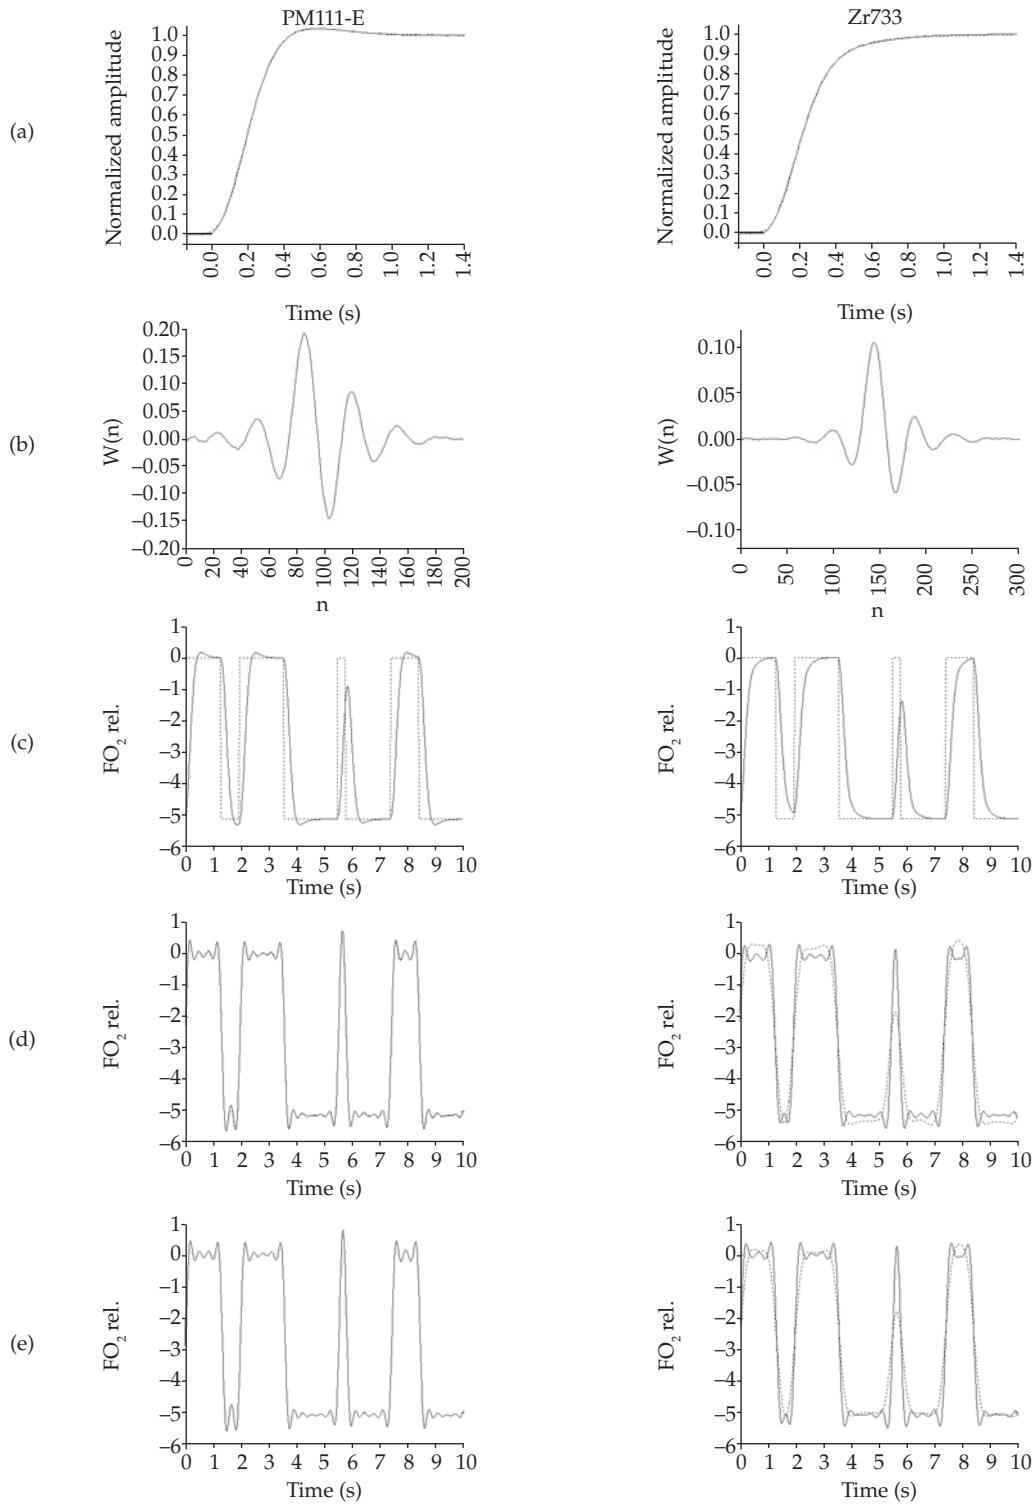 PM111-E
Zr733
(a)
Normalized amplitude
1.0
0.9
0.8
0.7
0.6
0.5
0.4
0.3
0.2
0.1
0.0
0.0 0.2 0.4 0.6 0.8 1.0 1.2 1.4
Time (s)
Normalized amplitude
1.0
0.9
0.8
0.7
0.6
0.5
0.4
0.3
0.2
0.1
0.0
0.0 0.2 0.4 0.6 0.8 1.0 1.2 1.4
Time (s)
(b)
W(n)
0.20
0.15
0.10
0.05
0.00
−0.05
−0.10
−0.15
−0.20
0 20 40 60 80 100 120 140 160 180 200
n
W(n)
0.10
0.05
0.00
−0.05
−0.10
0 50 100 150 200 250 300
n
(c)
FO2 rel.
1
0
−1
−2
−3
−4
−5
−6
0 1 2 3 4 5 6 7 8 9 10
Time (s)
FO2 rel.
1
0
−1
−2
−3
−4
−5
−6
0 1 2 3 4 5 6 7 8 9 10
Time (s)
(d)
FO2 rel.
1
0
−1
−2
−3
−4
−5
−6
0 1 2 3 4 5 6 7 8 9 10
Time (s)
FO2 rel.
1
0
−1
−2
−3
−4
−5
−6
0 1 2 3 4 5 6 7 8 9 10
Time (s)
(e)
FO2 rel.
1
0
−1
−2
−3
−4
−5
−6
0 1 2 3 4 5 6 7 8 9 10
Time (s)
FO2 rel.
1
0
−1
−2
−3
−4
−5
−6
0 1 2 3 4 5 6 7 8 9 10
Time (s)